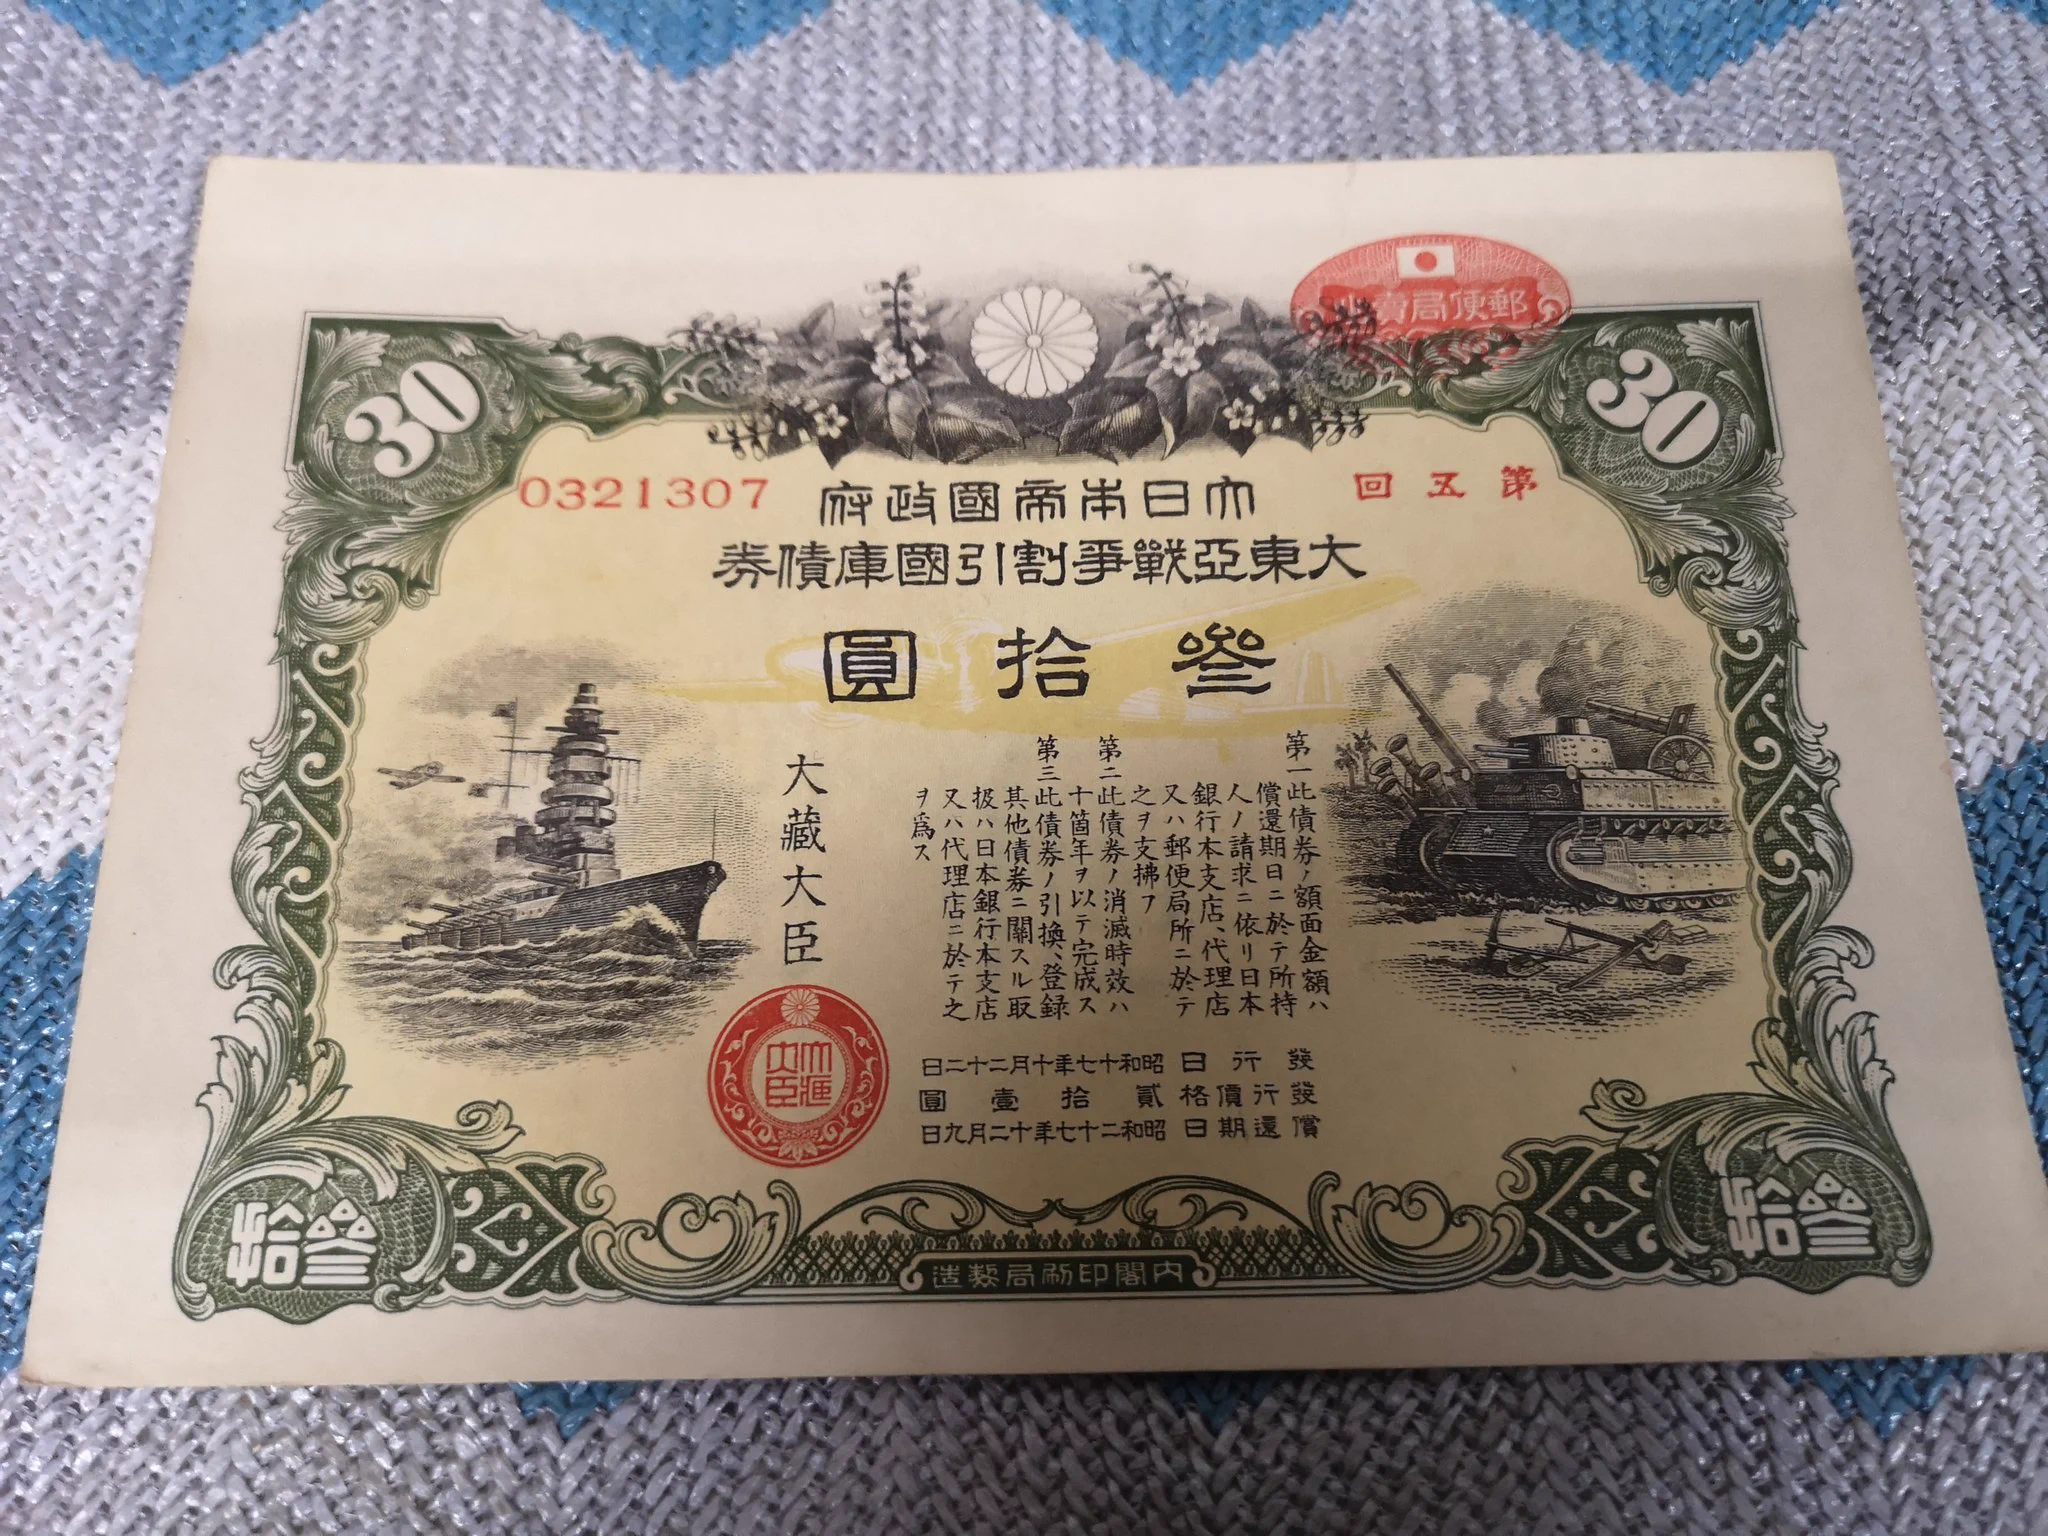 郵便局賣出
30
30
第五回
0321307
大日本帝國政府
大東亞戰爭割引國庫債券
叄拾圓
第一此債券ノ額面金額ハ
償還期日ニ於テ所持
人ノ請求ニ依リ日本
銀行本支店、代理店
又ハ郵便局所ニ於テ
之ヲ支拂フ
第二此債券ノ消滅時效ハ
十箇年ヲ以テ完成ス
第三此債券ノ引換、登錄
其他債券ニ關スル取
扱ハ日本銀行本支店
又ハ代理店ニ於テ之
ヲ爲ス
大藏大臣
大藏大臣
發行日 昭和十七年十月二十二日
發行價格 貳拾壹圓
償還期日 昭和二十七年十二月九日
叄拾
叄拾
內閣印刷局製造